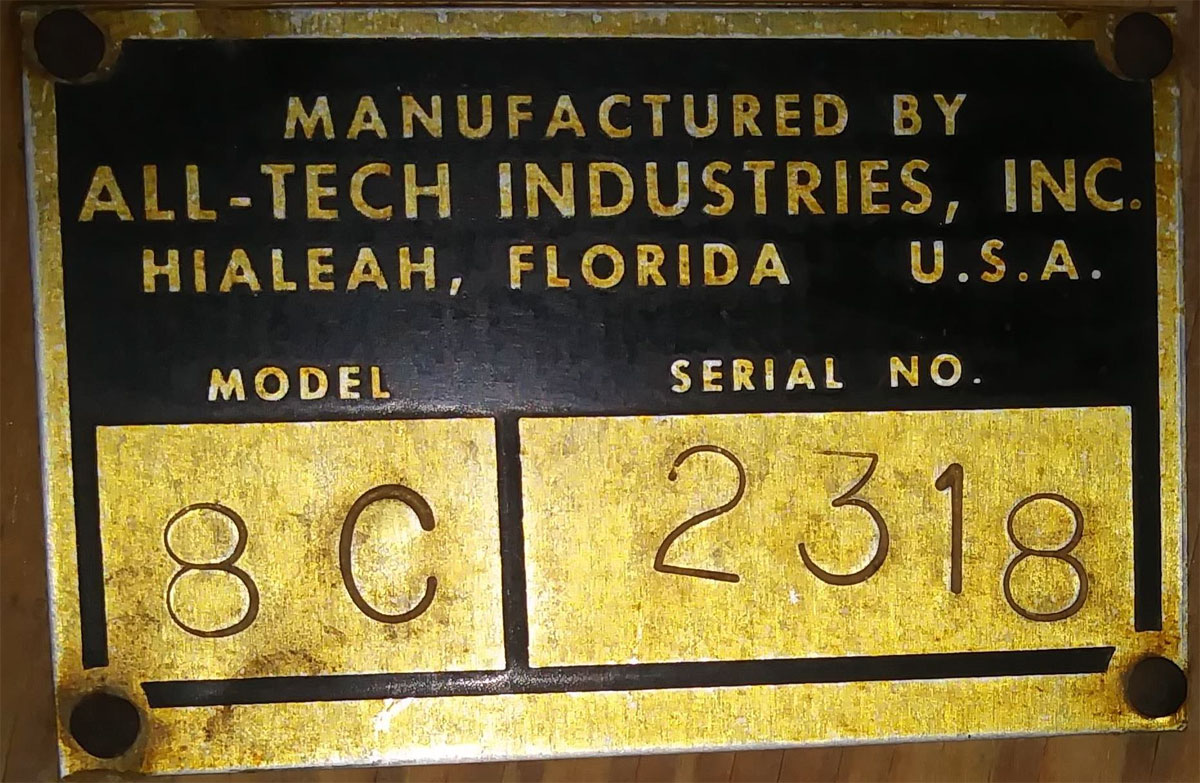 MANUFACTURED BY
ALL-TECH INDUSTRIES, INC.
HIALEAH, FLORIDA U.S.A.
MODEL SERIAL NO.
8C 2318